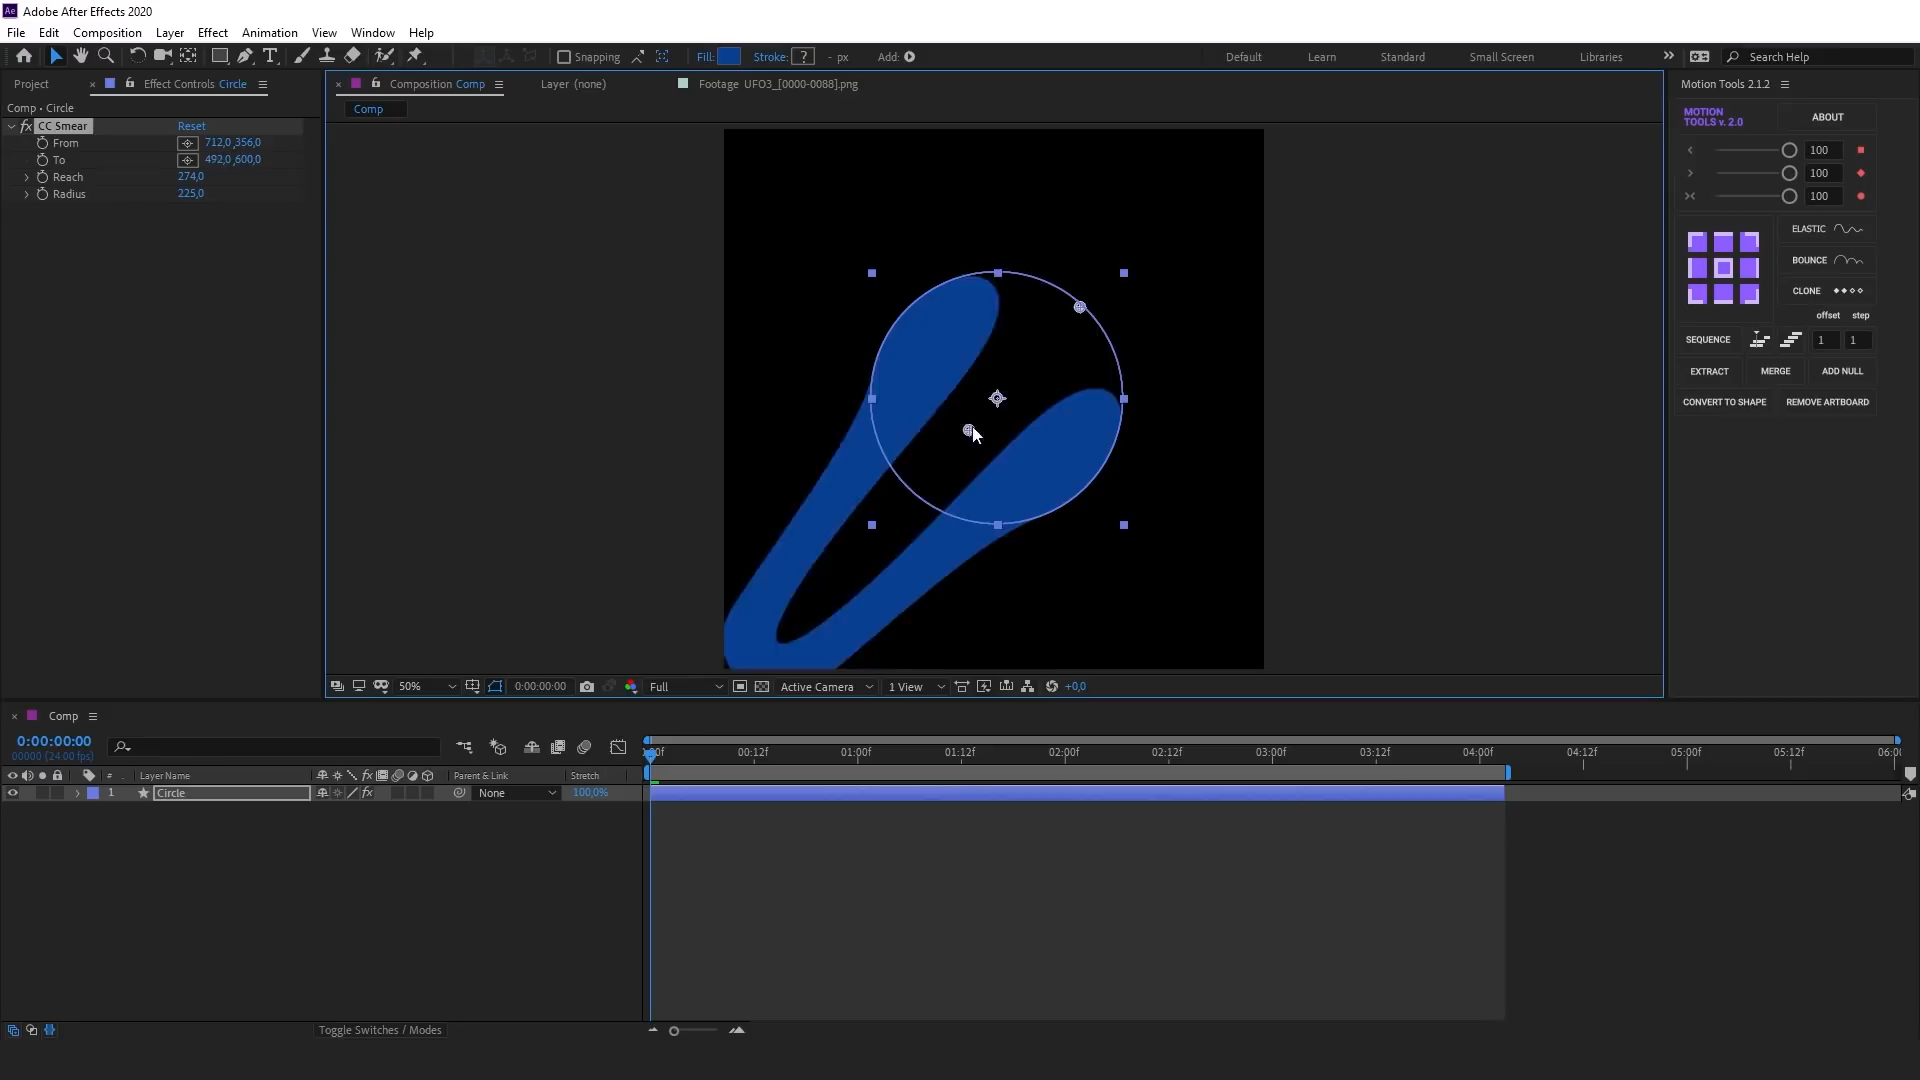 Ae Adobe After Effects 2020
File Edit Composition Layer Effect Animation View Window Help
Snapping Fill: Stroke: ? - px Add: Default Learn Standard Small Screen Libraries Search Help
Project Effect Controls Circle Composition Comp Layer (none) Footage UFO3_[0000-0088].png Motion Tools 2.1.2
Comp • Circle Comp
MOTION TOOLS v. 2.0 ABOUT
fx CC Smear Reset
From 712,0,356,0
To 492,0,600,0
Reach 274,0
Radius 225,0
100
100
100
ELASTIC
BOUNCE
CLONE
offset step
SEQUENCE 1 1
EXTRACT MERGE ADD NULL
CONVERT TO SHAPE REMOVE ARTBOARD
50% 0:00:00:00 Full Active Camera 1 View +0,0
Comp
0:00:00:00
00000 (24.00 fps)
00:12f 01:00f 01:12f 02:00f 02:12f 03:00f 03:12f 04:00f 04:12f 05:00f 05:12f
# Layer Name fx Parent & Link Stretch
1 Circle fx None 100,0%
Toggle Switches / Modes